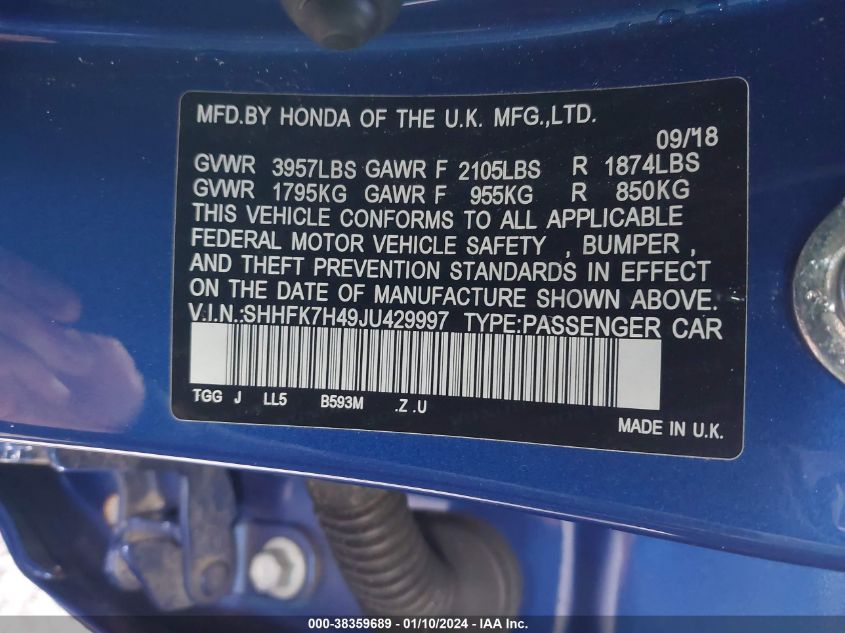 MFD.BY HONDA OF THE U.K. MFG.,LTD.
09/18
GVWR 3957LBS GAWR F 2105LBS R 1874LBS
GVWR 1795KG GAWR F 955KG R 850KG
THIS VEHICLE CONFORMS TO ALL APPLICABLE
FEDERAL MOTOR VEHICLE SAFETY , BUMPER ,
AND THEFT PREVENTION STANDARDS IN EFFECT
ON THE DATE OF MANUFACTURE SHOWN ABOVE.
V.I.N.:SHHFK7H49JU429997 TYPE:PASSENGER CAR
TGG J LL5 B593M .Z .U
MADE IN U.K.
000-38359689 - 01/10/2024 - IAA Inc.